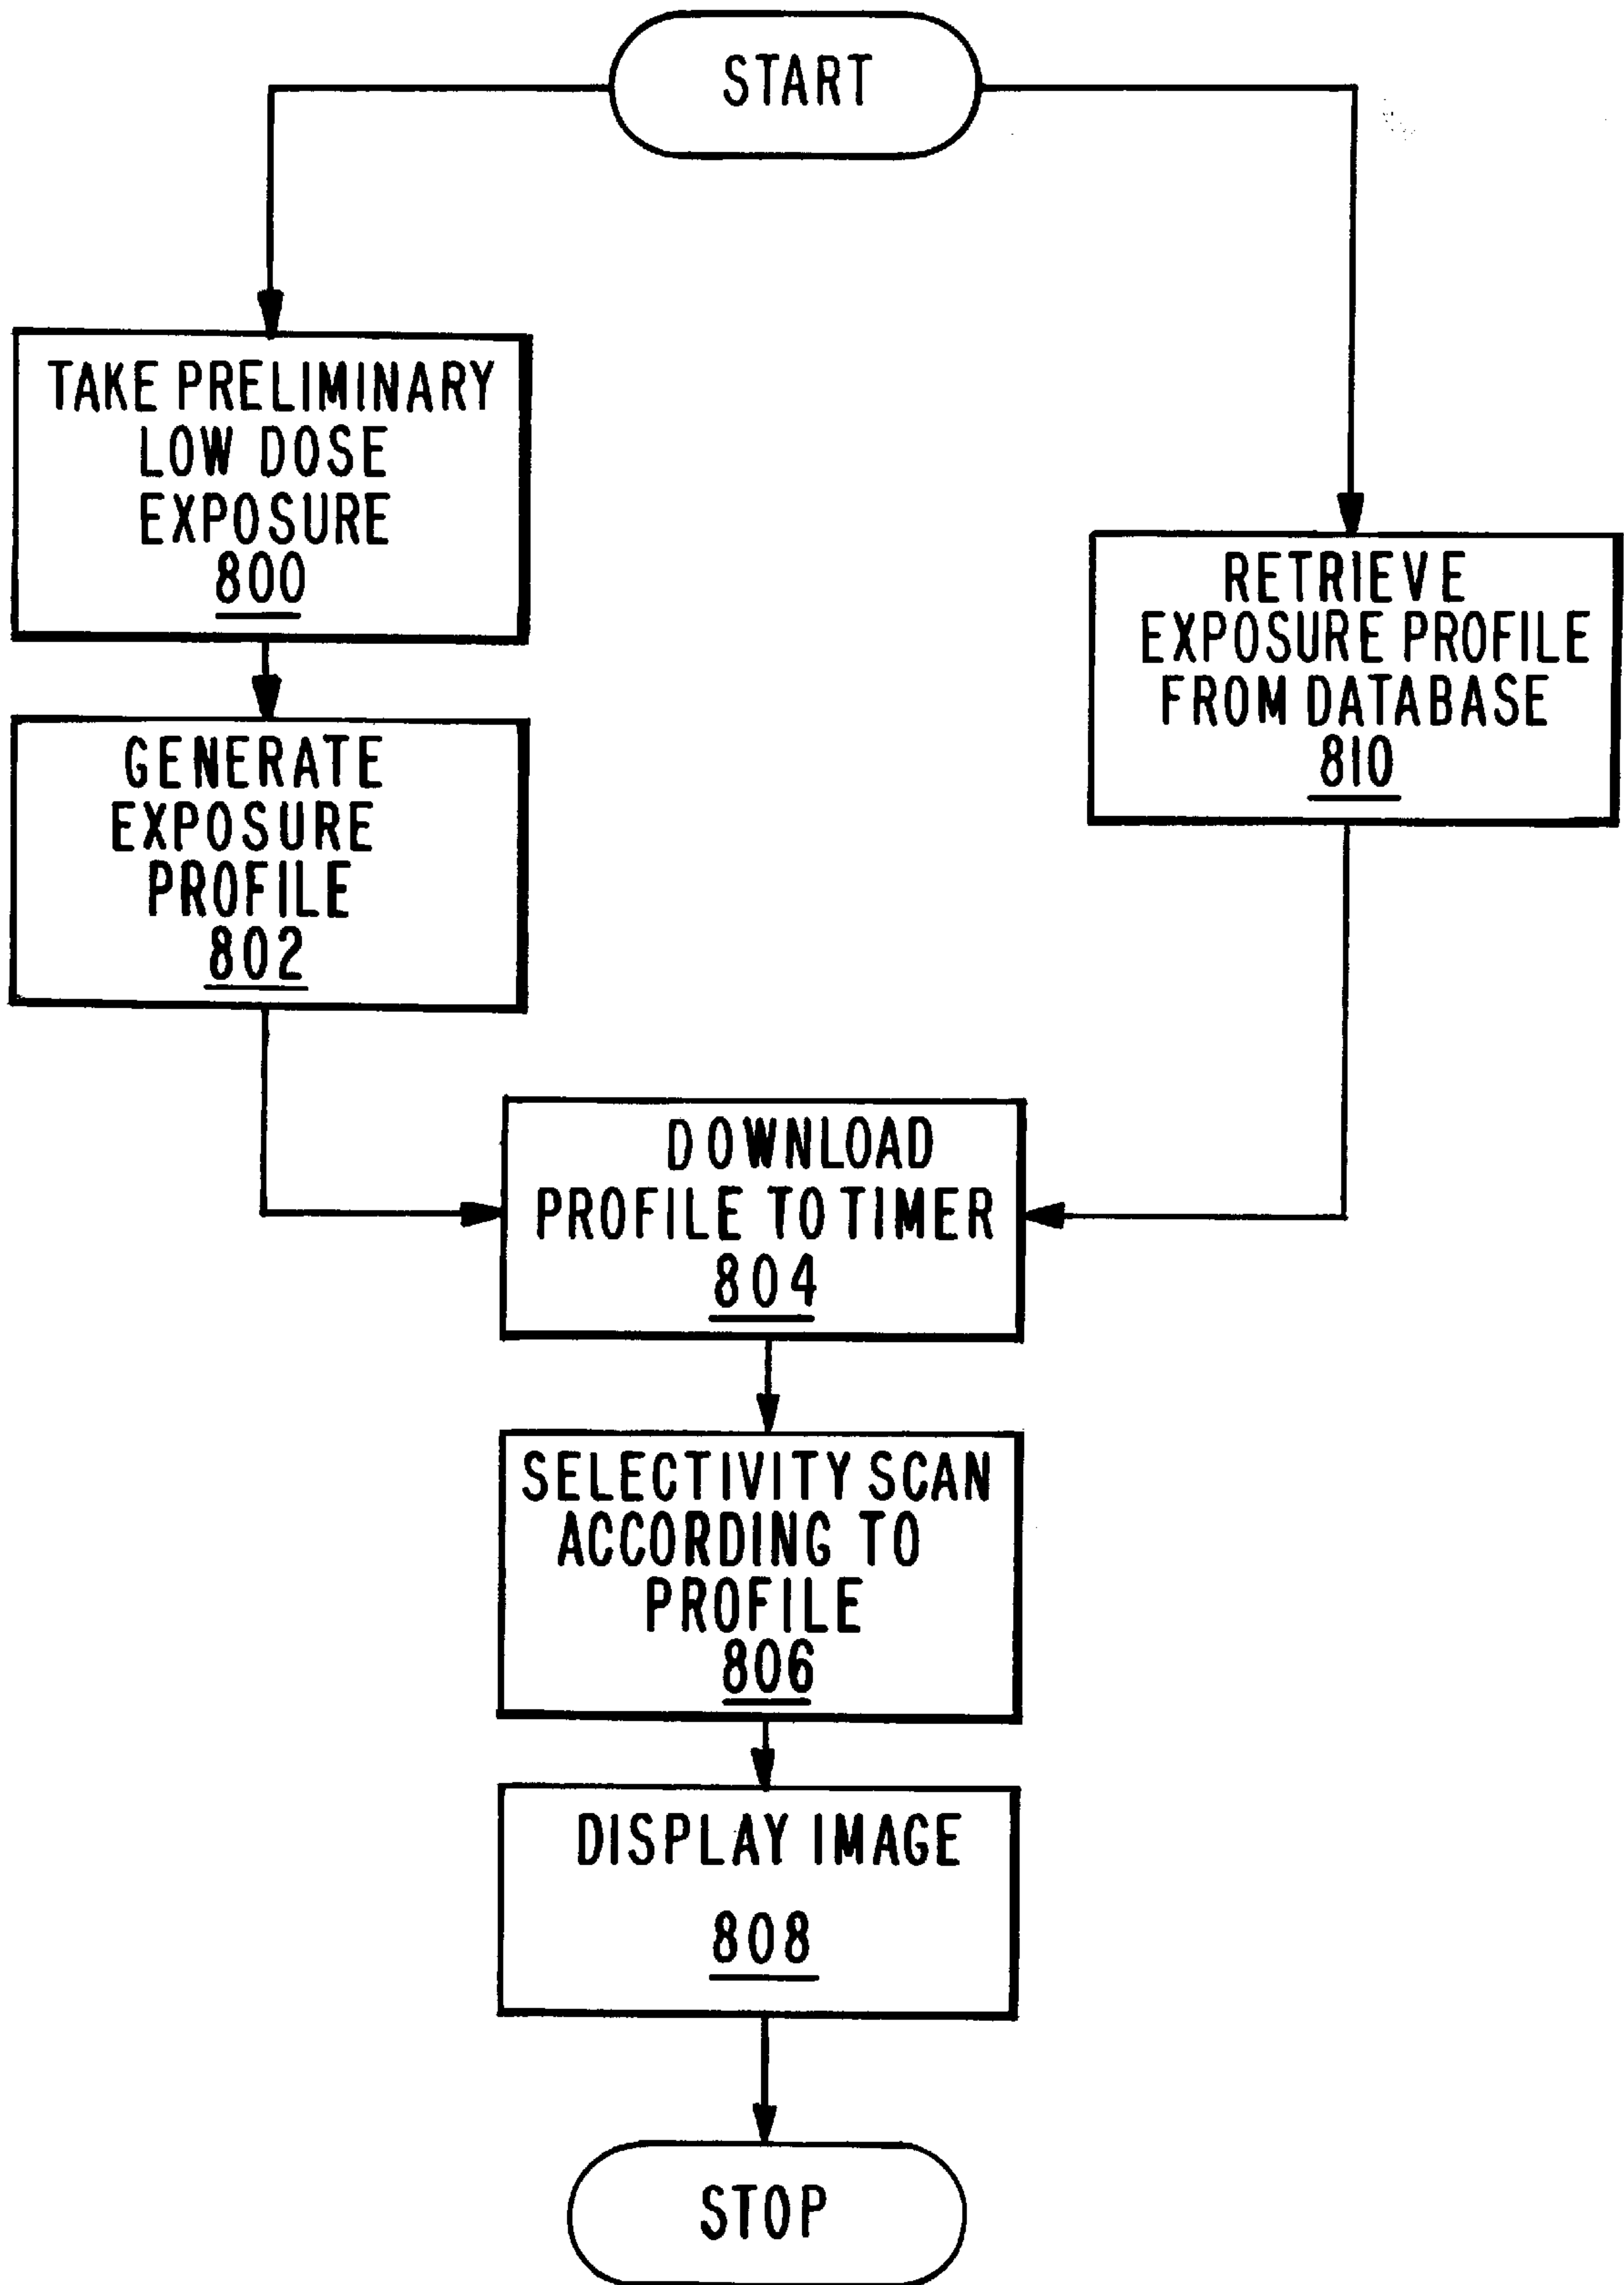 START
TAKE PRELIMINARY
LOW DOSE
EXPOSURE
800
GENERATE
EXPOSURE
PROFILE
802
RETRIEVE
EXPOSURE PROFILE
FROM DATABASE
810
DOWNLOAD
PROFILE TO TIMER
804
SELECTIVITY SCAN
ACCORDING TO
PROFILE
806
DISPLAY IMAGE
808
STOP